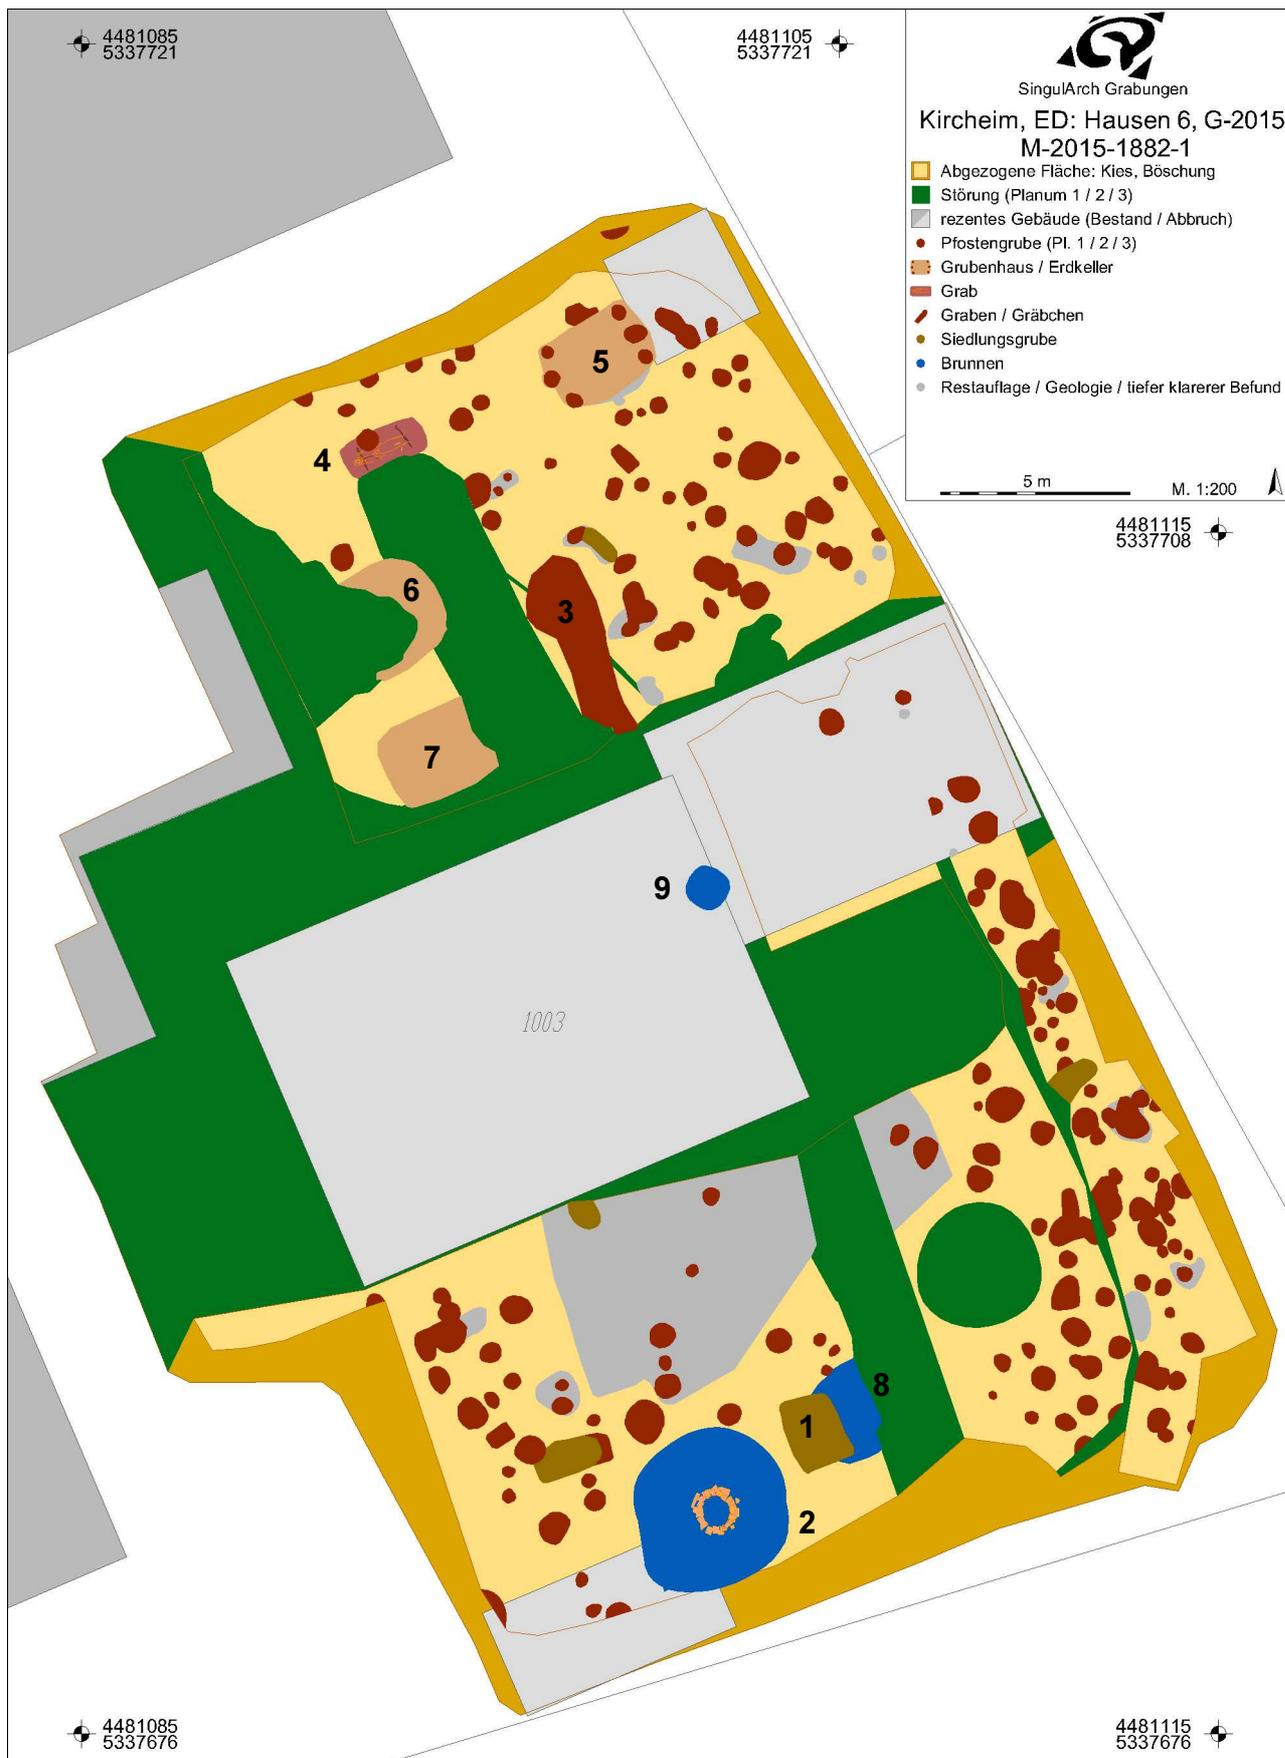 4481085
5337721
4481105
5337721
SingulArch Grabungen
Kircheim, ED: Hausen 6, G-2015
M-2015-1882-1
Abgezogene Fläche: Kies, Böschung
Störung (Planum 1 / 2 / 3)
rezentes Gebäude (Bestand / Abbruch)
Pfostengrube (Pl. 1 / 2 / 3)
Grubenhaus / Erdkeller
Grab
Graben / Gräbchen
Siedlungsgrube
Brunnen
Restauflage / Geologie / tiefer klarerer Befund
5 m
M. 1:200
4481115
5337708
5
4
6
3
7
9
1003
8
1
2
4481085
5337676
4481115
5337676